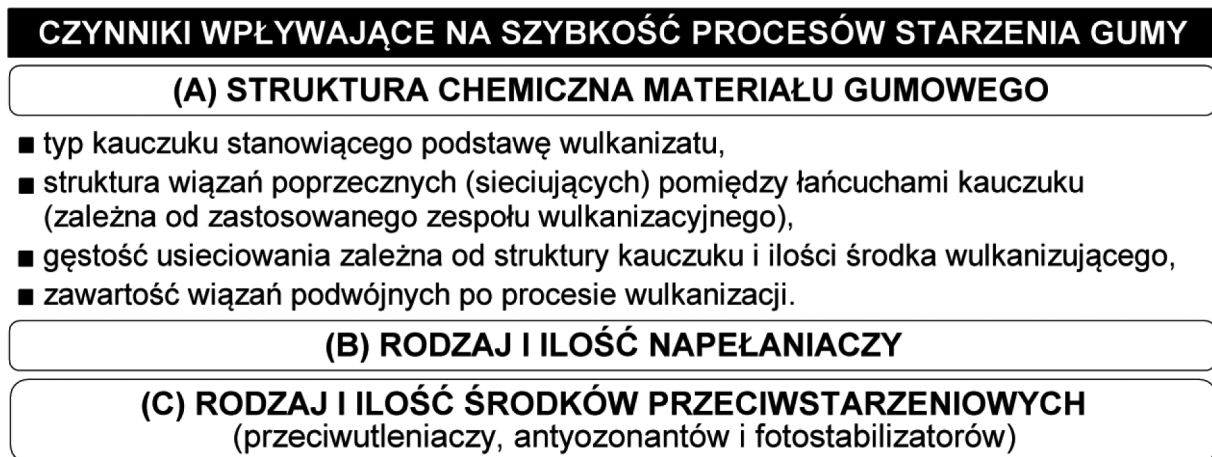 CZYNNIKI WPŁYWAJĄCE NA SZYBKOŚĆ PROCESÓW STARZENIA GUMY
(A) STRUKTURA CHEMICZNA MATERIAŁU GUMOWEGO
■ typ kauczuku stanowiącego podstawę wulkanizatu,
■ struktura wiązań poprzecznych (sieciujących) pomiędzy łańcuchami kauczuku
(zależna od zastosowanego zespołu wulkanizacyjnego),
■ gęstość usieciowania zależna od struktury kauczuku i ilości środka wulkanizującego,
■ zawartość wiązań podwójnych po procesie wulkanizacji.
(B) RODZAJ I ILOŚĆ NAPEŁANIACZY
(C) RODZAJ I ILOŚĆ ŚRODKÓW PRZECIWSTARZENIOWYCH
(przeciwutleniaczy, antyozonantów i fotostabilizatorów)